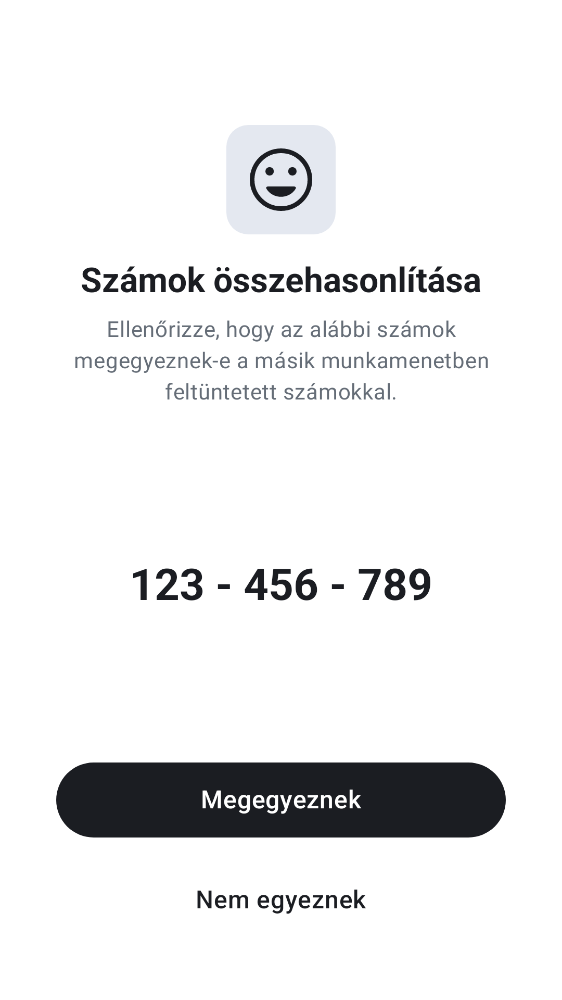 Számok összehasonlítása
Ellenőrizze, hogy az alábbi számok
megegyeznek-e a másik munkamenetben
feltüntetett számokkal.
123 - 456 - 789
Megegyeznek
Nem egyeznek